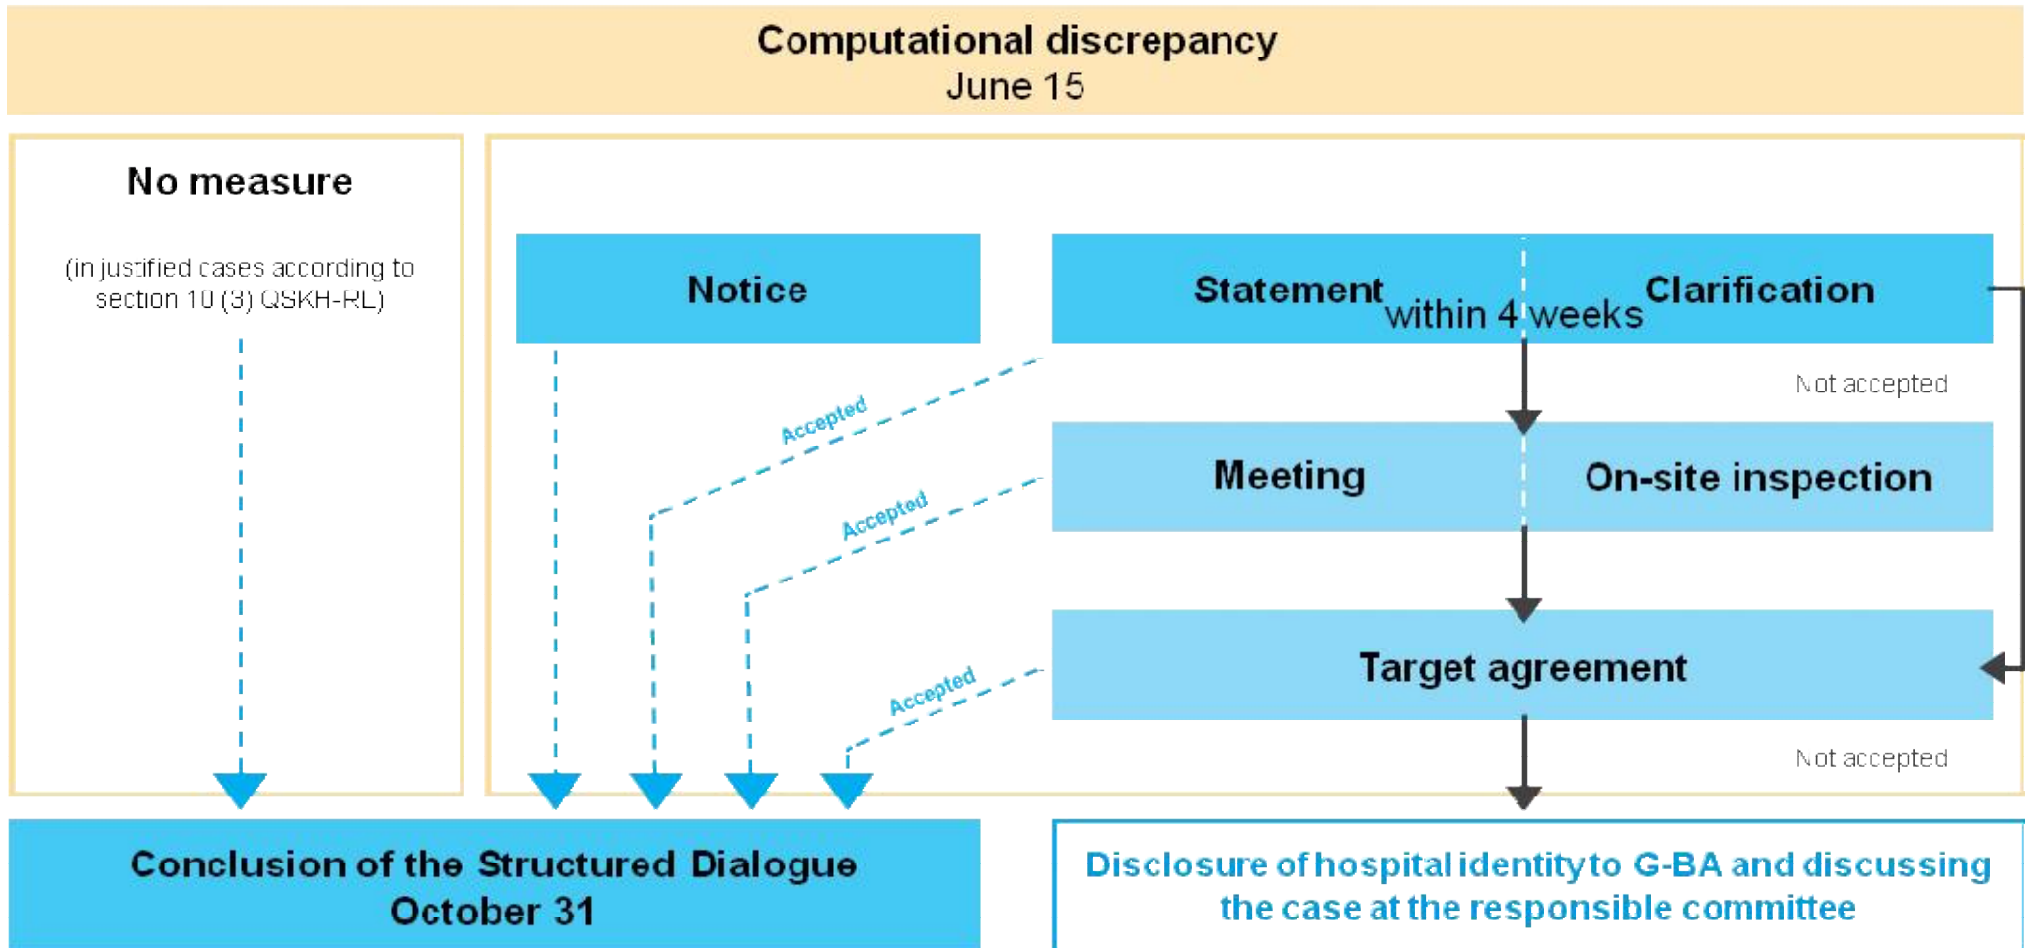 Computational discrepancy
June 15
No measure
(in justified cases according to
section 10 (3) QSKH-RL)
Notice
Statement
within 4 weeks
Clarification
Not accepted
Accepted
Meeting
On-site inspection
Accepted
Target agreement
Accepted
Not accepted
Conclusion of the Structured Dialogue
October 31
Disclosure of hospital identity to G-BA and discussing
the case at the responsible committee